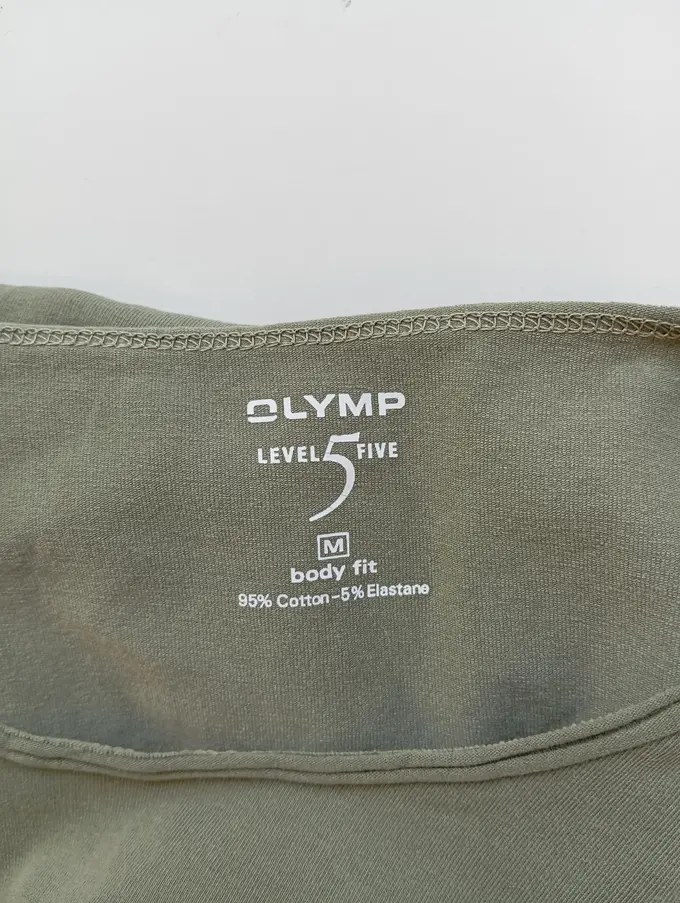 OLYMP
LEVEL 5 FIVE
M
body fit
95% Cotton-5% Elastane